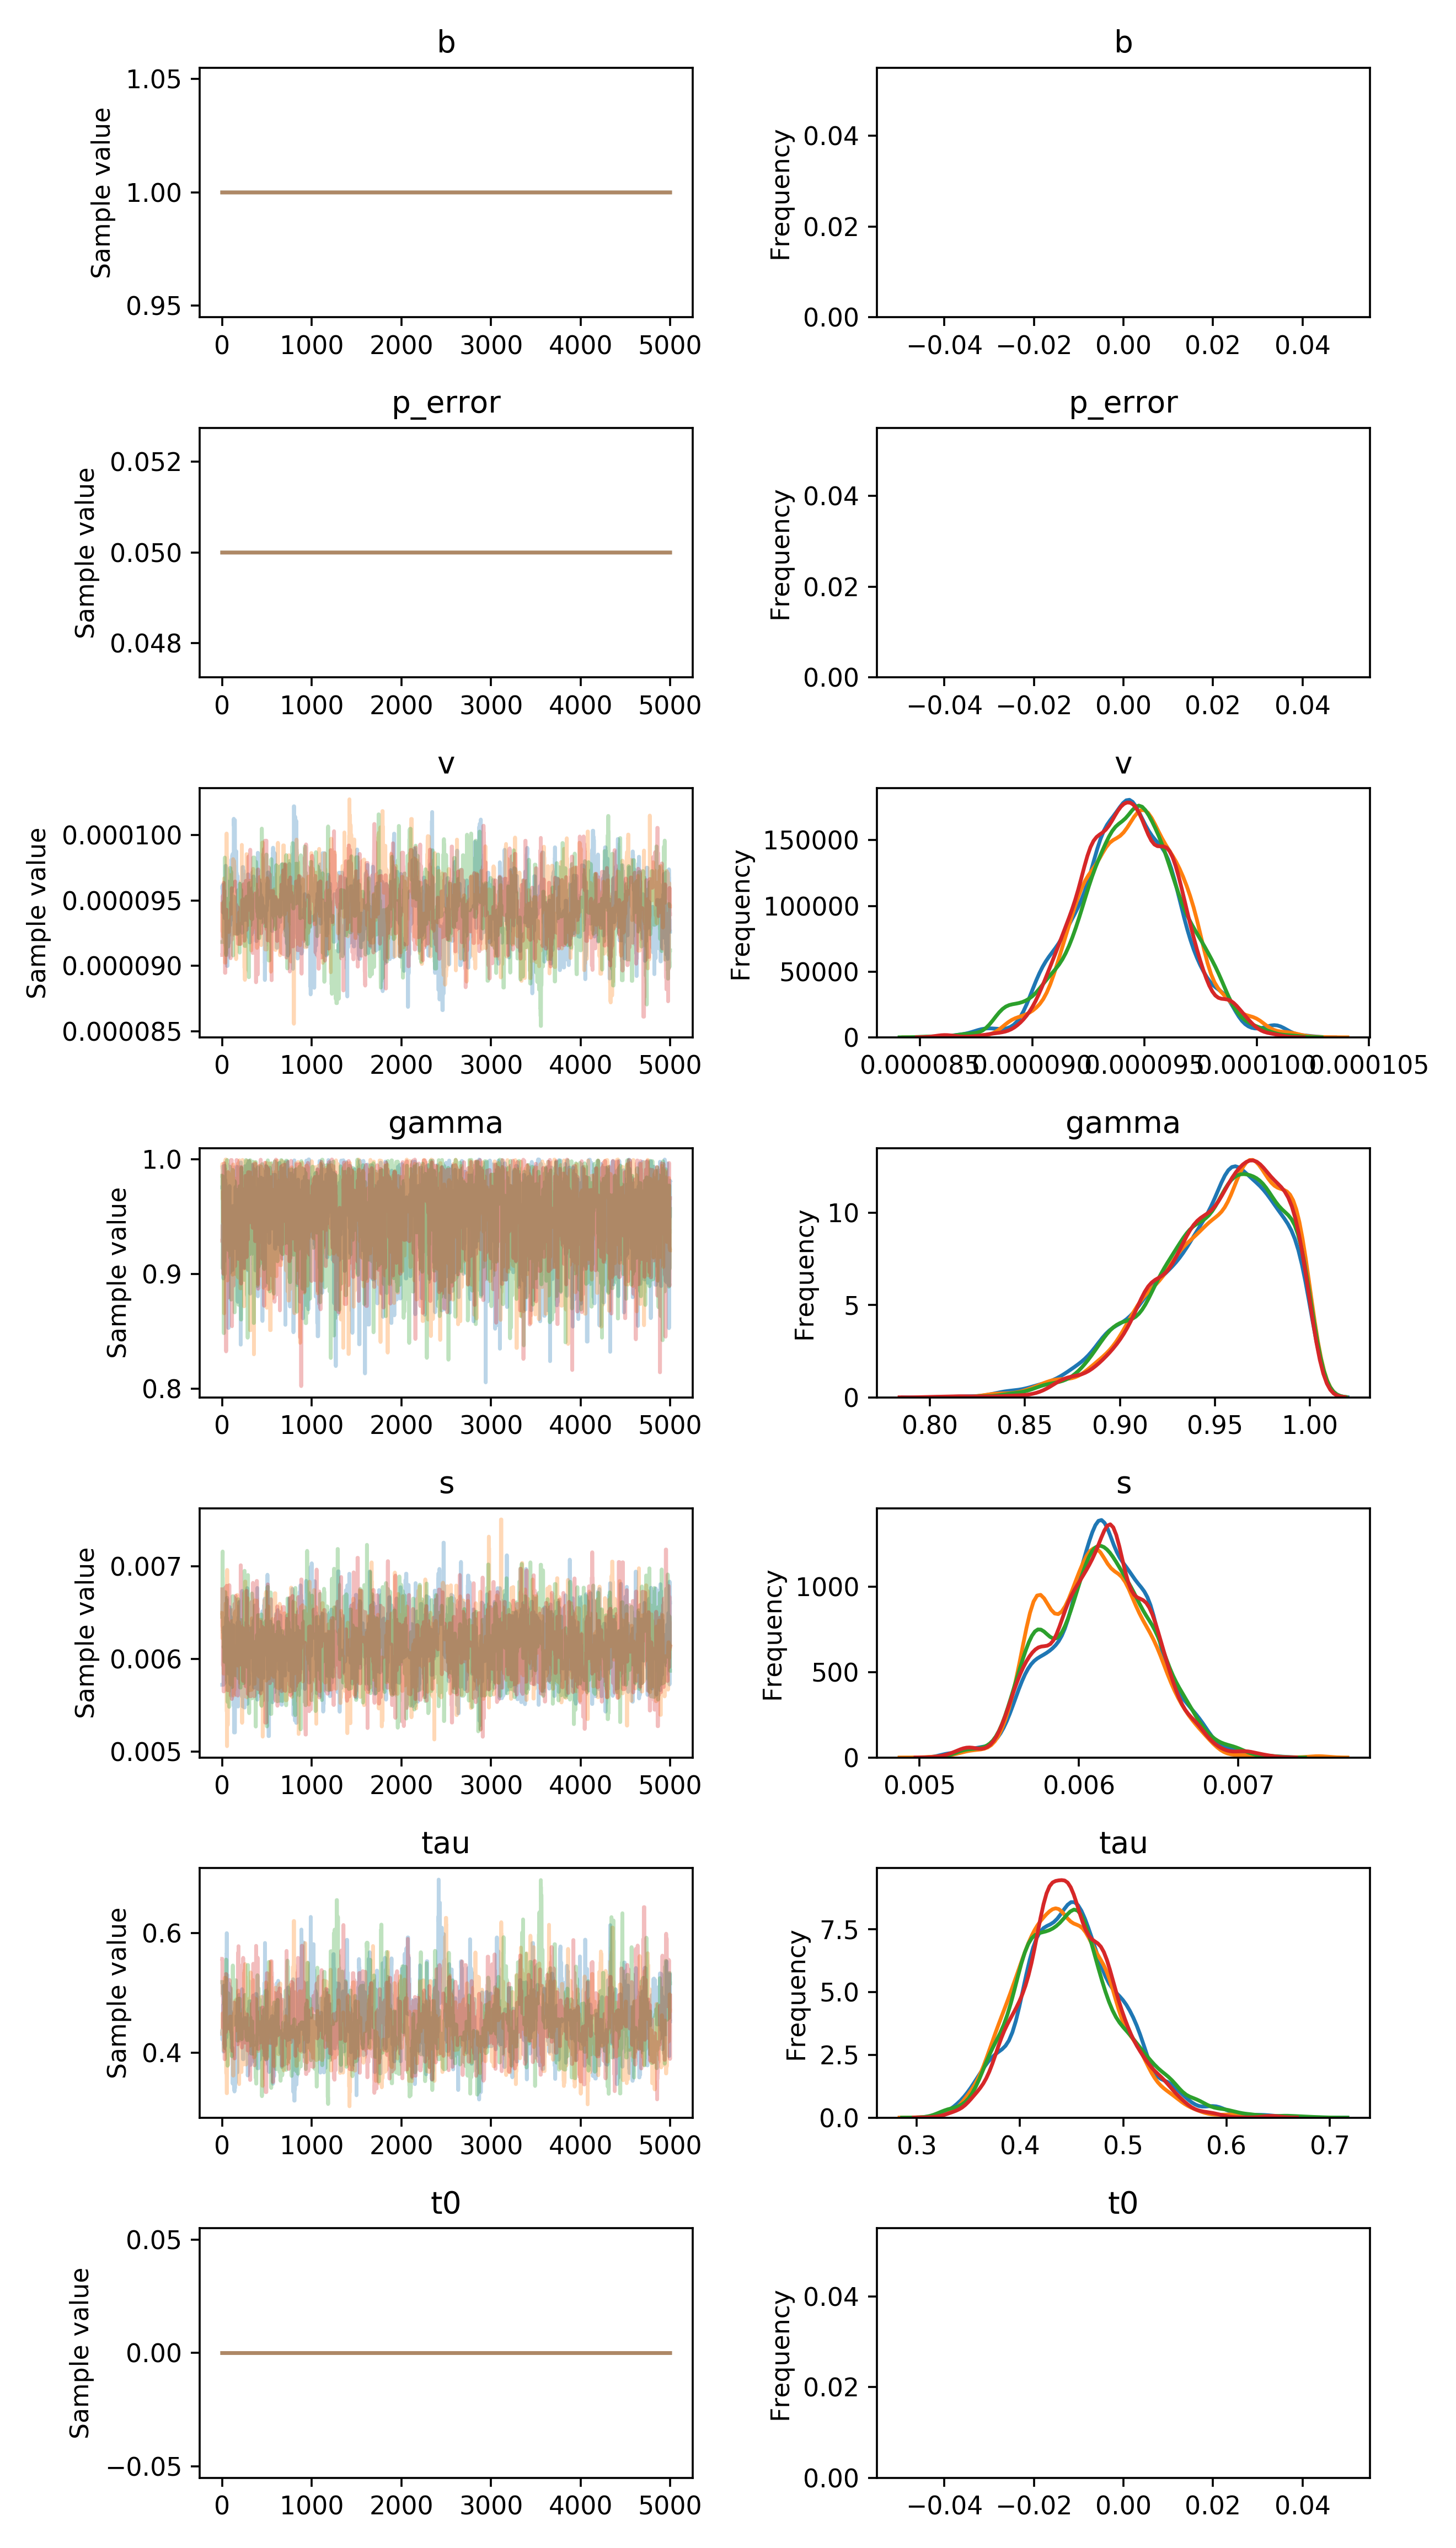 b
b
Sample value
1.05
1.00
0.95
0 1000 2000 3000 4000 5000
Frequency
0.04
0.02
0.00
−0.04 −0.02 0.00 0.02 0.04
p_error
p_error
Sample value
0.052
0.050
0.048
0 1000 2000 3000 4000 5000
Frequency
0.04
0.02
0.00
−0.04 −0.02 0.00 0.02 0.04
v
v
Sample value
0.000100
0.000095
0.000090
0.000085
0 1000 2000 3000 4000 5000
Frequency
150000
100000
50000
0
0.000085 0.000090 0.000095 0.000100 0.000105
gamma
gamma
Sample value
1.0
0.9
0.8
0 1000 2000 3000 4000 5000
Frequency
10
5
0
0.80 0.85 0.90 0.95 1.00
s
s
Sample value
0.007
0.006
0.005
0 1000 2000 3000 4000 5000
Frequency
1000
500
0
0.005 0.006 0.007
tau
tau
Sample value
0.6
0.4
0 1000 2000 3000 4000 5000
Frequency
7.5
5.0
2.5
0.0
0.3 0.4 0.5 0.6 0.7
t0
t0
Sample value
0.05
0.00
−0.05
0 1000 2000 3000 4000 5000
Frequency
0.04
0.02
0.00
−0.04 −0.02 0.00 0.02 0.04